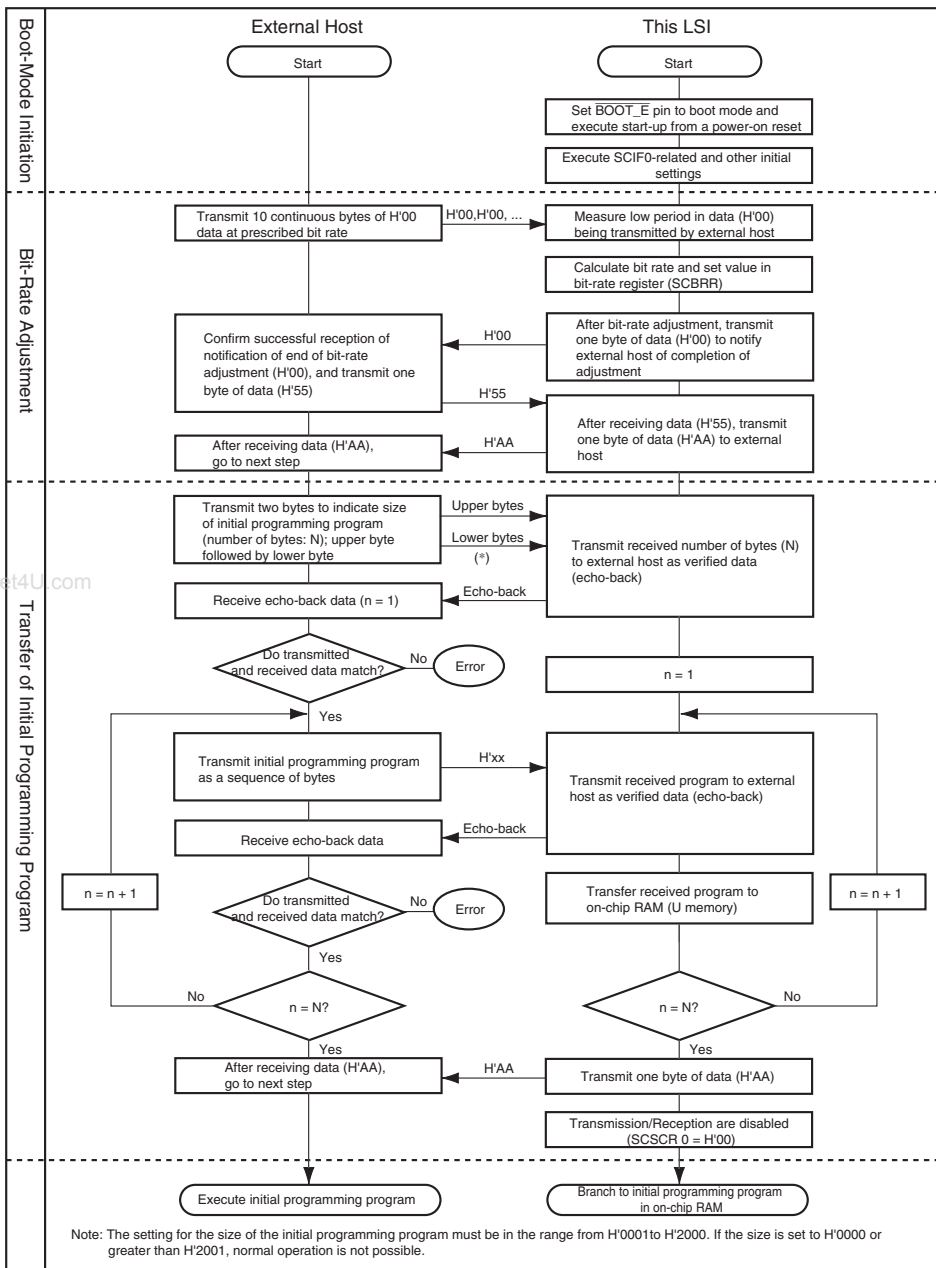 External Host
This LSI
Boot-Mode Initiation
Start
Start
Set BOOT_E pin to boot mode and
execute start-up from a power-on reset
Execute SCIF0-related and other initial
settings
Bit-Rate Adjustment
Transmit 10 continuous bytes of H'00
data at prescribed bit rate
H'00,H'00, ...
Measure low period in data (H'00)
being transmitted by external host
Calculate bit rate and set value in
bit-rate register (SCBRR)
Confirm successful reception of
notification of end of bit-rate
adjustment (H'00), and transmit one
byte of data (H'55)
H'00
After bit-rate adjustment, transmit
one byte of data (H'00) to notify
external host of completion of
adjustment
H'55
After receiving data (H'55), transmit
one byte of data (H'AA) to external
host
H'AA
After receiving data (H'AA),
go to next step
Transfer of Initial Programming Program
Transmit two bytes to indicate size
of initial programming program
(number of bytes: N); upper byte
followed by lower byte
Upper bytes
Lower bytes
(*)
Transmit received number of bytes (N)
to external host as verified data
(echo-back)
et4U.com
Receive echo-back data (n = 1)
Echo-back
Do transmitted
and received data match?
No
Error
n = 1
Yes
Transmit initial programming program
as a sequence of bytes
H'xx
Transmit received program to external
host as verified data (echo-back)
Receive echo-back data
Echo-back
n = n + 1
Do transmitted
and received data match?
No
Error
Transfer received program to
on-chip RAM (U memory)
n = n + 1
Yes
No
n = N?
n = N?
No
Yes
Yes
After receiving data (H'AA),
go to next step
H'AA
Transmit one byte of data (H'AA)
Transmission/Reception are disabled
(SCSCR 0 = H'00)
Execute initial programming program
Branch to initial programming program
in on-chip RAM
Note: The setting for the size of the initial programming program must be in the range from H'0001to H'2000. If the size is set to H'0000 or
greater than H'2001, normal operation is not possible.